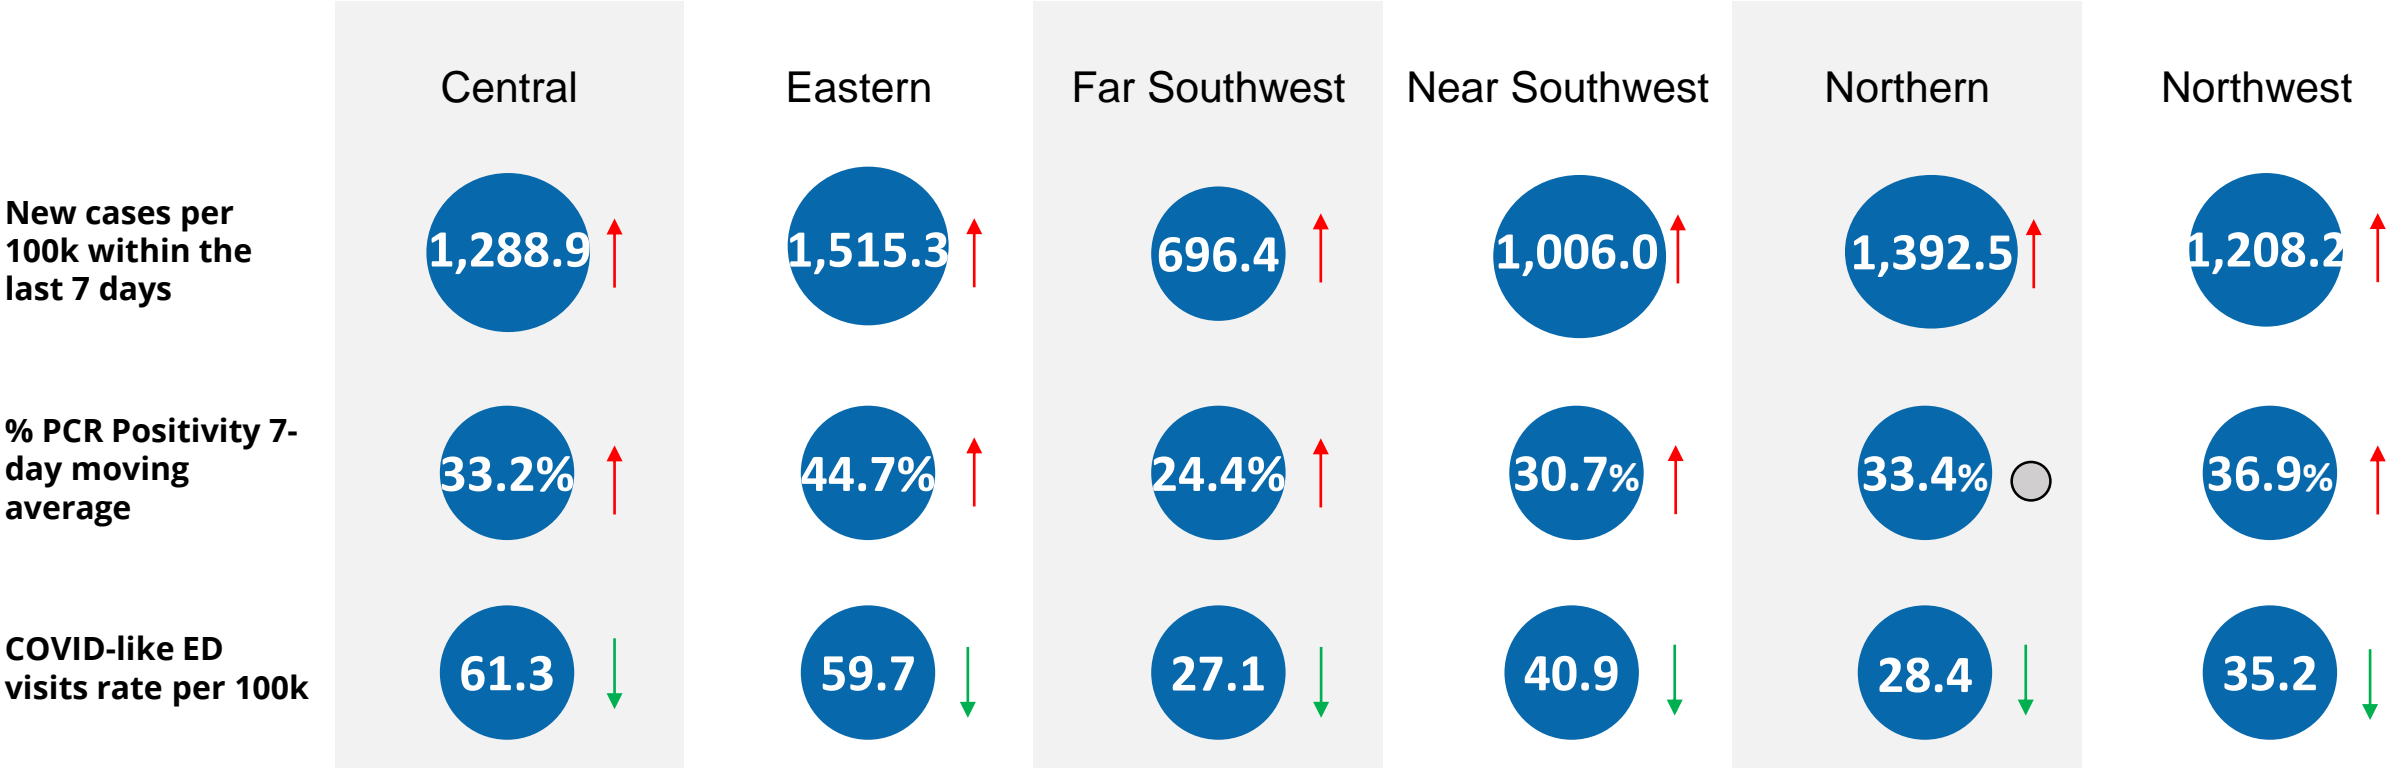 Central Eastern Far Southwest Near Southwest Northern Northwest
New cases per
100k within the
last 7 days
1,288.9 1,515.3 696.4 1,006.0 1,392.5 1,208.2
% PCR Positivity 7-
day moving
average
33.2% 44.7% 24.4% 30.7% 33.4% 36.9%
COVID-like ED
visits rate per 100k
61.3 59.7 27.1 40.9 28.4 35.2